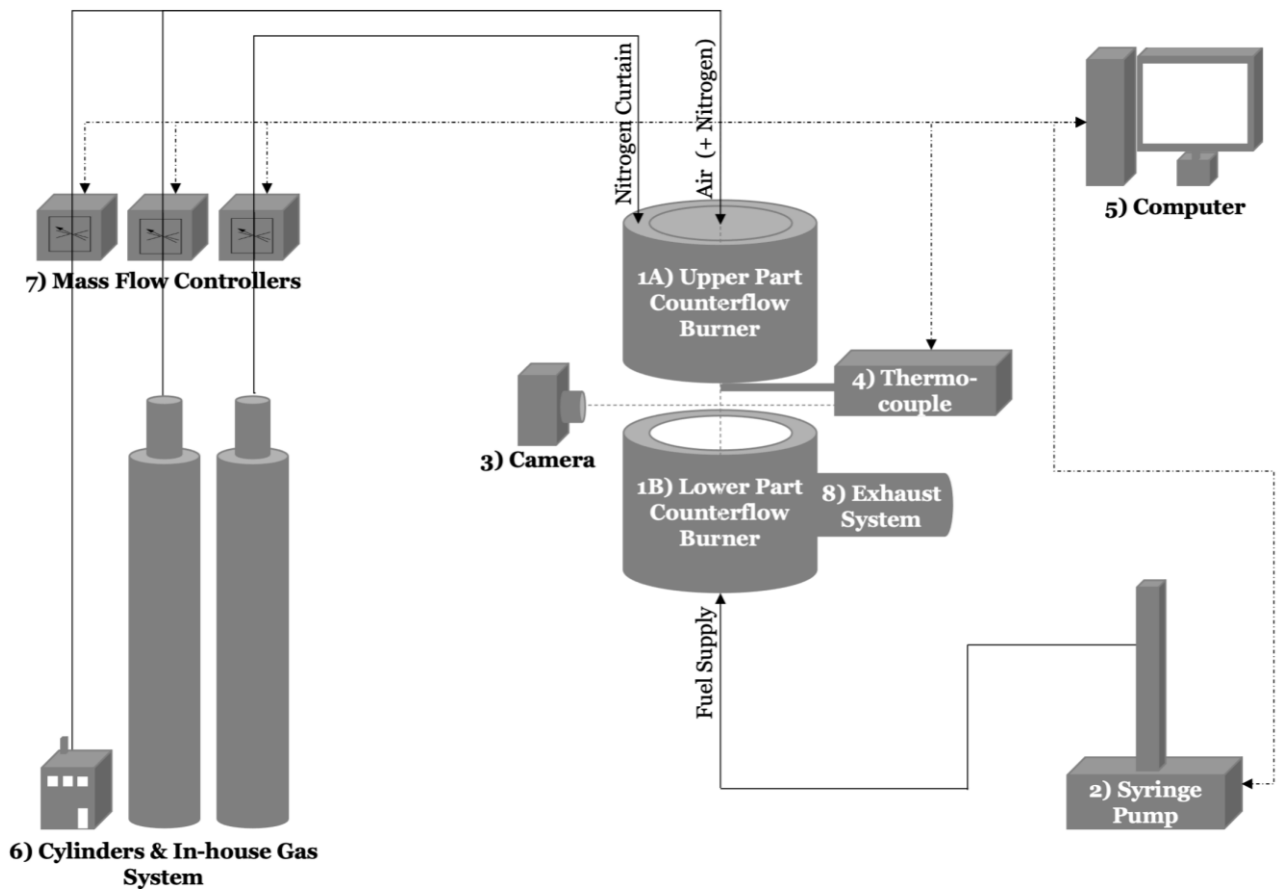 Nitrogen Curtain
Air (+ Nitrogen)
5) Computer
7) Mass Flow Controllers
1A) Upper Part
Counterflow
Burner
4) Thermo-
couple
3) Camera
1B) Lower Part
Counterflow
Burner
8) Exhaust
System
Fuel Supply
2) Syringe
Pump
6) Cylinders & In-house Gas
System